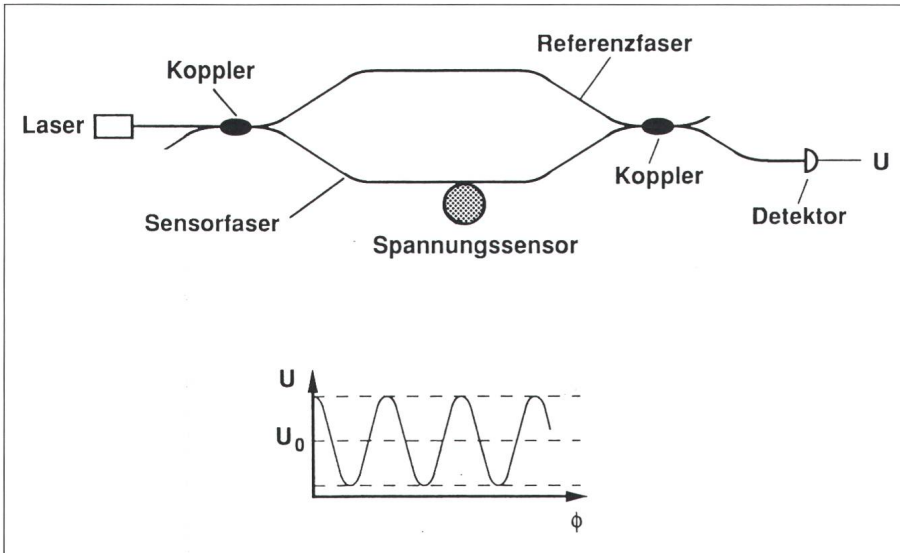 Referenzfaser
Koppler
Laser
Koppler
U
Sensorfaser
Detektor
Spannungssensor
U
U₀
ϕ